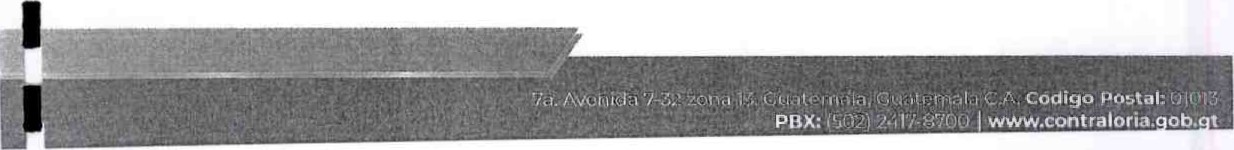 7a. Avenida 7-32 zona 13. Guatemala, Guatemala C.A. Codigo Postal: 01013
PBX: (502) 2417-8700 | www.contraloria.gob.gt